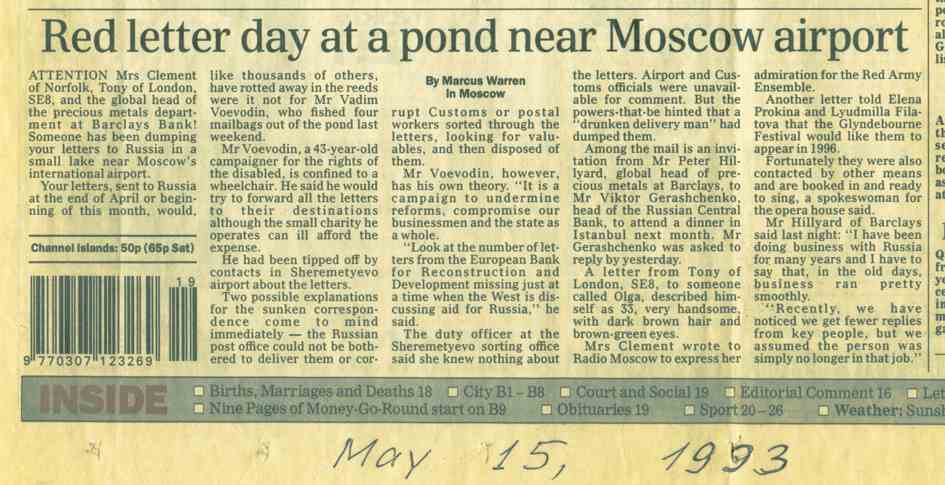 Red letter day at a pond near Moscow airport
ATTENTION Mrs Clement
of Norfolk, Tony of London,
SE8, and the global head of
the precious metals depart-
ment at Barclays Bank!
Someone has been dumping
your letters to Russia in a
small lake near Moscow's
international airport.
Your letters, sent to Russia
at the end of April or begin-
ning of this month, would,
Channel Islands: 50p (65p Sat)
19
9 770307 123269
like thousands of others,
have rotted away in the reeds
were it not for Mr Vadim
Voevodin, who fished four
mailbags out of the pond last
weekend.
Mr Voevodin, a 43-year-old
campaigner for the rights of
the disabled, is confined to a
wheelchair. He said he would
try to forward all the letters
to their destinations
although the small charity he
operates can ill afford the
expense.
He had been tipped off by
contacts in Sheremetyevo
airport about the letters.
Two possible explanations
for the sunken correspon-
dence come to mind
immediately — the Russian
post office could not be both-
ered to deliver them or cor-
By Marcus Warren
in Moscow
rupt Customs or postal
workers sorted through the
letters, looking for valu-
ables, and then disposed of
them.
Mr Voevodin, however,
has his own theory. "It is a
campaign to undermine
reforms, compromise our
businessmen and the state as
a whole.
"Look at the number of let-
ters from the European Bank
for Reconstruction and
Development missing just at
a time when the West is dis-
cussing aid for Russia," he
said.
The duty officer at the
Sheremetyevo sorting office
said she knew nothing about
the letters. Airport and Cus-
toms officials were unavail-
able for comment. But the
powers-that-be hinted that a
"drunken delivery man" had
dumped them.
Among the mail is an invi-
tation from Mr Peter Hil-
lyard, global head of pre-
cious metals at Barclays, to
Mr Viktor Gerashchenko,
head of the Russian Central
Bank, to attend a dinner in
Istanbul next month. Mr
Gerashchenko was asked to
reply by yesterday.
A letter from Tony of
London, SE8, to someone
called Olga, described him-
self as 33, very handsome,
with dark brown hair and
brown-green eyes.
Mrs Clement wrote to
Radio Moscow to express her
admiration for the Red Army
Ensemble.
Another letter told Elena
Prokina and Lyudmilla Fila-
tova that the Glyndebourne
Festival would like them to
appear in 1996.
Fortunately they were also
contacted by other means
and are booked in and ready
to sing, a spokeswoman for
the opera house said.
Mr Hillyard of Barclays
said last night: "I have been
doing business with Russia
for many years and I have to
say that, in the old days,
business ran pretty
smoothly.
"Recently, we have
noticed we get fewer replies
from key people, but we
assumed the person was
simply no longer in that job."
INSIDE
Births, Marriages and Deaths 18 City B1 – B8 Court and Social 19 Editorial Comment 16 Let
Nine Pages of Money-Go-Round start on B9 Obituaries 19 Sport 20–26 Weather: Sunsl
May 15, 1993